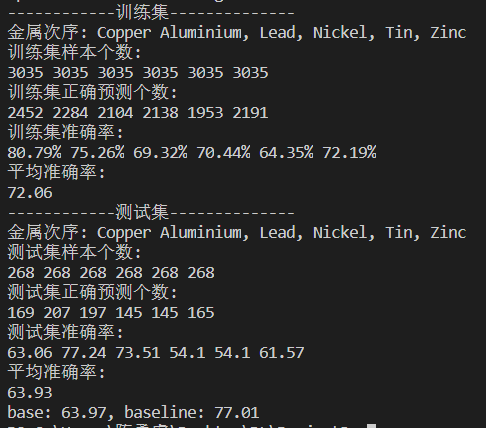 ------------训练集--------------
金属次序: Copper Aluminium, Lead, Nickel, Tin, Zinc
训练集样本个数:
3035 3035 3035 3035 3035 3035
训练集正确预测个数:
2452 2284 2104 2138 1953 2191
训练集准确率:
80.79% 75.26% 69.32% 70.44% 64.35% 72.19%
平均准确率:
72.06
------------测试集--------------
金属次序: Copper Aluminium, Lead, Nickel, Tin, Zinc
测试集样本个数:
268 268 268 268 268 268
测试集正确预测个数:
169 207 197 145 145 165
测试集准确率:
63.06 77.24 73.51 54.1 54.1 61.57
平均准确率:
63.93
base: 63.97, baseline: 77.01